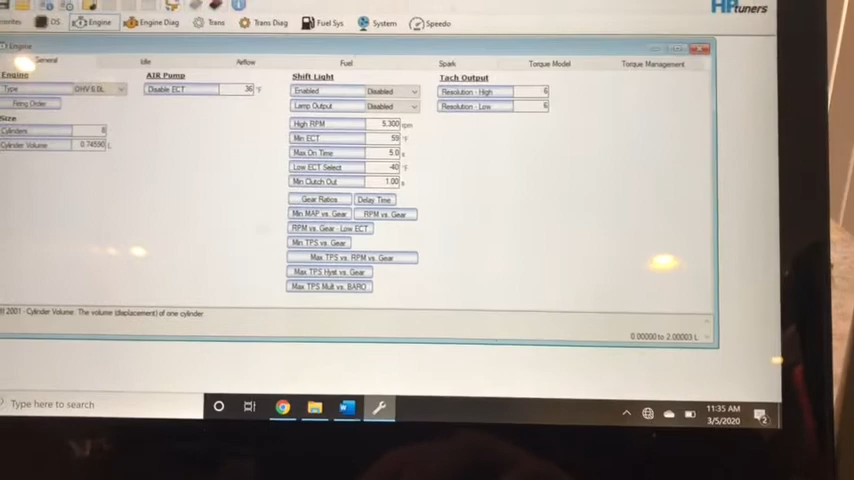 HPtuners
avorites OS Engine Engine Diag Trans Trans Diag Fuel Sys System Speedo
Engine
General Idle Airflow Fuel Spark Torque Model Torque Management
Engine
Type OHV 6.0L
Firing Order
Size
Cylinders 8
Cylinder Volume 0.74590 L
AIR Pump
Disable ECT 36 °F
Shift Light
Enabled Disabled
Lamp Output Disabled
High RPM 5,300 rpm
Min ECT 59 °F
Max On Time 5.0 s
Low ECT Select -40 °F
Min Clutch Out 1.00 s
Gear Ratios Delay Time
Min MAP vs. Gear RPM vs. Gear
RPM vs. Gear - Low ECT
Min TPS vs. Gear
Max TPS vs. RPM vs. Gear
Max TPS Hyst vs. Gear
Max TPS Mult vs. BARO
Tach Output
Resolution - High 6
Resolution - Low 6
2001 - Cylinder Volume: The volume (displacement) of one cylinder.
0.00000 to 2.00003 L
Type here to search
11:35 AM
3/5/2020
2